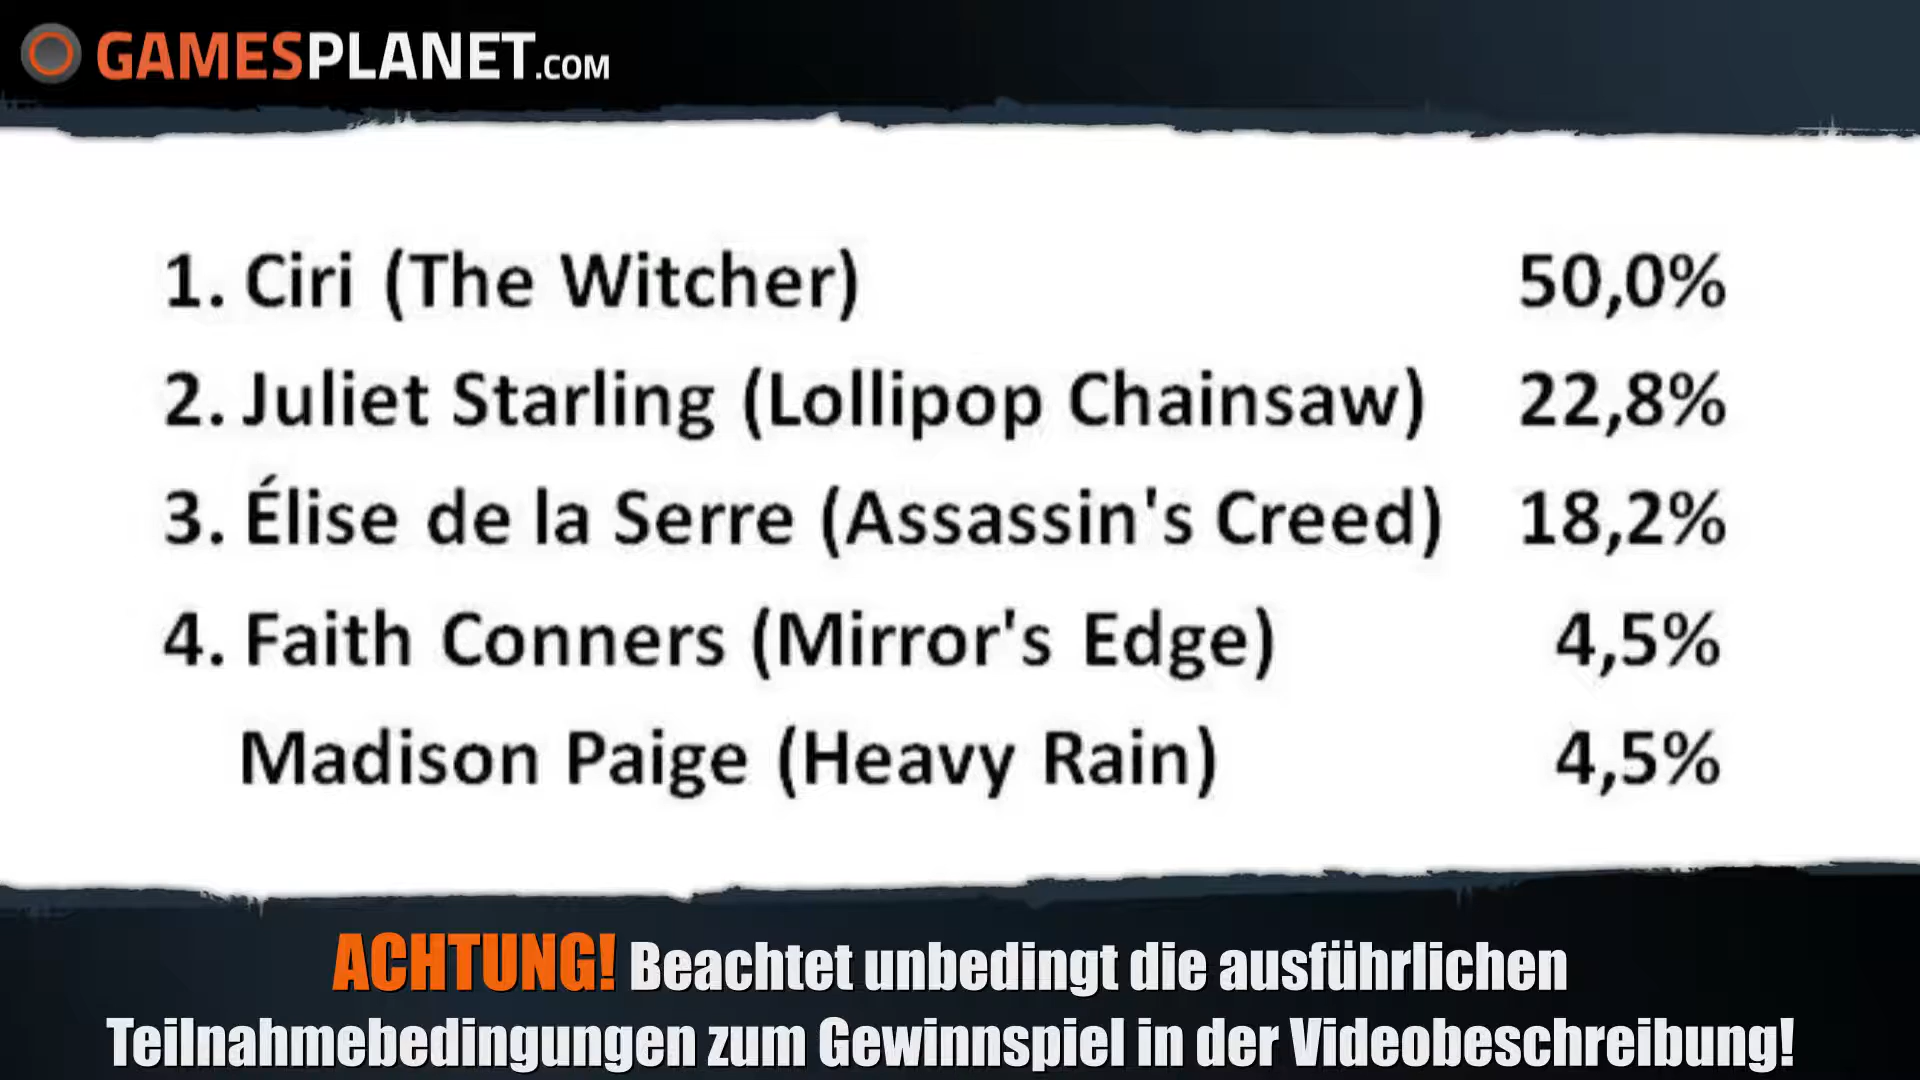 GAMESPLANET.COM
1. Ciri (The Witcher) 50,0%
2. Juliet Starling (Lollipop Chainsaw) 22,8%
3. Élise de la Serre (Assassin's Creed) 18,2%
4. Faith Conners (Mirror's Edge) 4,5%
Madison Paige (Heavy Rain) 4,5%
ACHTUNG! Beachtet unbedingt die ausführlichen
Teilnahmebedingungen zum Gewinnspiel in der Videobeschreibung!